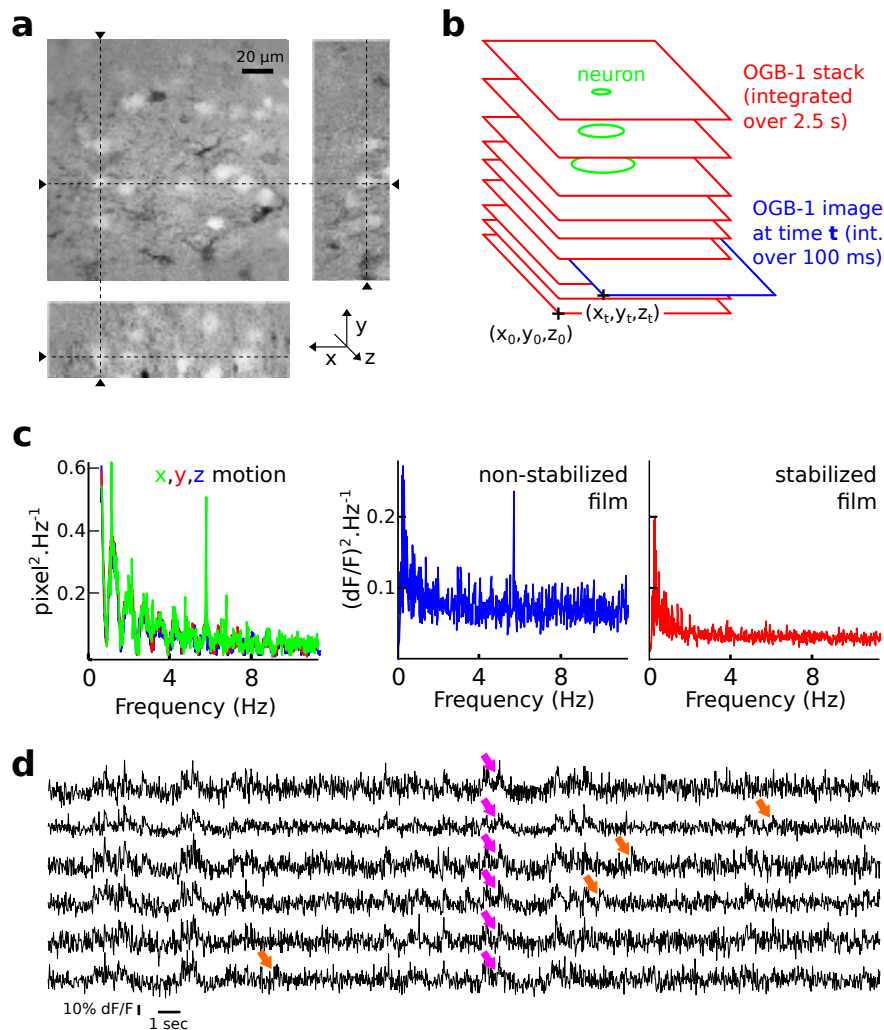 a
20 µm
x
y
z
b
neuron
OGB-1 stack
(integrated
over 2.5 s)
OGB-1 image
at time t (int.
over 100 ms)
(xₜ,yₜ,zₜ)
(x₀,y₀,z₀)
c
x,y,z motion
pixel².Hz⁻¹
0.6
0.4
0.2
0 4 8
Frequency (Hz)
non-stabilized
film
(dF/F)².Hz⁻¹
0.2
0.1
0 4 8
Frequency (Hz)
stabilized
film
0 4 8
Frequency (Hz)
d
10% dF/F
1 sec